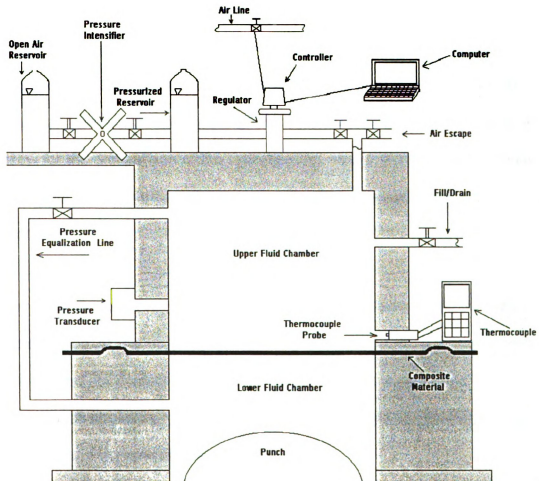 Air Line
Pressure
Intensifier
Open Air
Reservoir
Controller
Computer
Pressurized
Reservoir
Regulator
Air Escape
Fill/Drain
Pressure
Equalization Line
Upper Fluid Chamber
Pressure
Transducer
Thermocouple
Probe
Thermocouple
Composite
Material
Lower Fluid Chamber
Punch